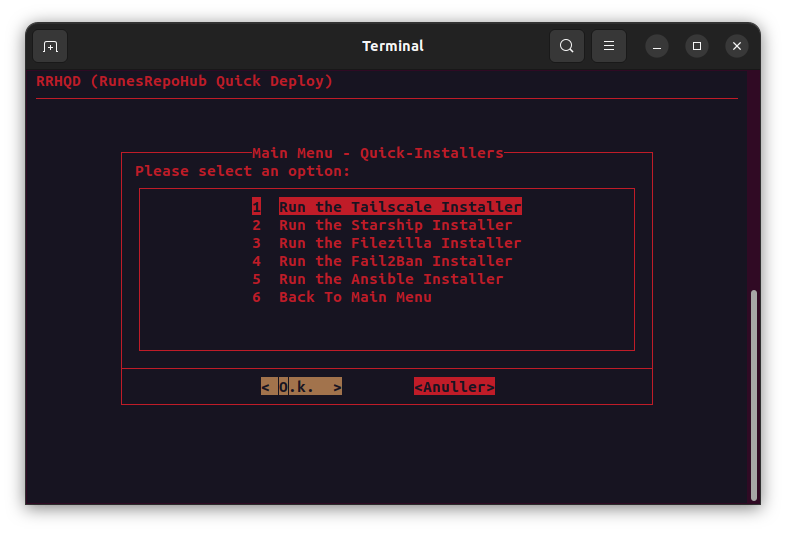 Terminal
RRHQD (RunesRepoHub Quick Deploy)
Main Menu - Quick-Installers
Please select an option:
1 Run the Tailscale Installer
2 Run the Starship Installer
3 Run the Filezilla Installer
4 Run the Fail2Ban Installer
5 Run the Ansible Installer
6 Back To Main Menu
< O.k. > <Anuller>